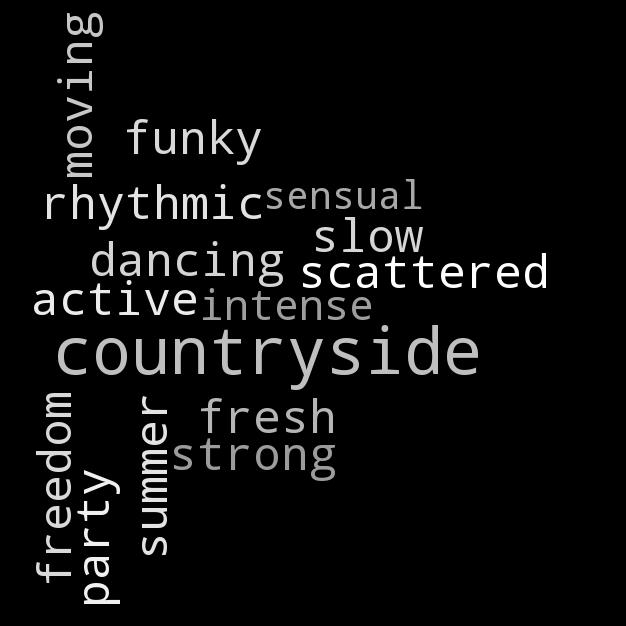 moving
funky
rhythmic
sensual
slow
dancing
scattered
active
intense
countryside
freedom
fresh
summer
strong
party